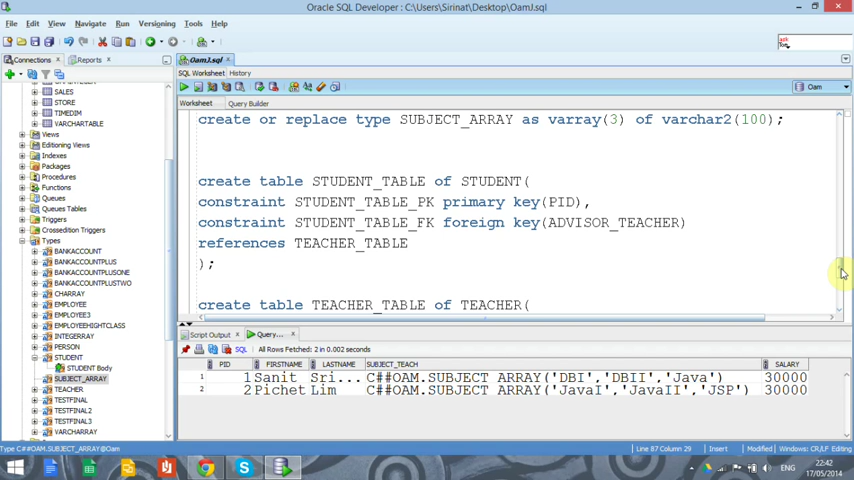 Oracle SQL Developer : C:\Users\Sirinat\Desktop\OamJ.sql
File Edit View Navigate Run Versioning Tools Help
Connections Reports OamJ.sql
SQL Worksheet History
Oam
Worksheet Query Builder
SALES
STORE
TIMEDIM
VARCHARTABLE
Views
Editioning Views
Indexes
Packages
Procedures
Functions
Queues
Queues Tables
Triggers
Crossedition Triggers
Types
BANKACCOUNT
BANKACCOUNTPLUS
BANKACCOUNTPLUSONE
BANKACCOUNTPLUSTWO
CHARRAY
EMPLOYEE
EMPLOYEE3
EMPLOYEEHIGHTCLASS
INTEGERRAY
PERSON
STUDENT
STUDENT Body
SUBJECT_ARRAY
TEACHER
TESTFINAL
TESTFINAL2
TESTFINAL3
VARCHARRAY
create or replace type SUBJECT_ARRAY as varray(3) of varchar2(100);
create table STUDENT_TABLE of STUDENT(
constraint STUDENT_TABLE_PK primary key(PID),
constraint STUDENT_TABLE_FK foreign key(ADVISOR_TEACHER)
references TEACHER_TABLE
);
create table TEACHER_TABLE of TEACHER(
Script Output Query...
SQL All Rows Fetched: 2 in 0.002 seconds
PID FIRSTNAME LASTNAME SUBJECT_TEACH SALARY
1 1 Sanit Sri... C##OAM.SUBJECT_ARRAY('DBI','DBII','Java') 30000
2 2 Pichet Lim C##OAM.SUBJECT_ARRAY('JavaI','JavaII','JSP') 30000
Type C##OAM.SUBJECT_ARRAY@Oam Line 87 Column 29 Insert Modified Windows: CR/LF Editing
ENG 22:42
17/05/2014